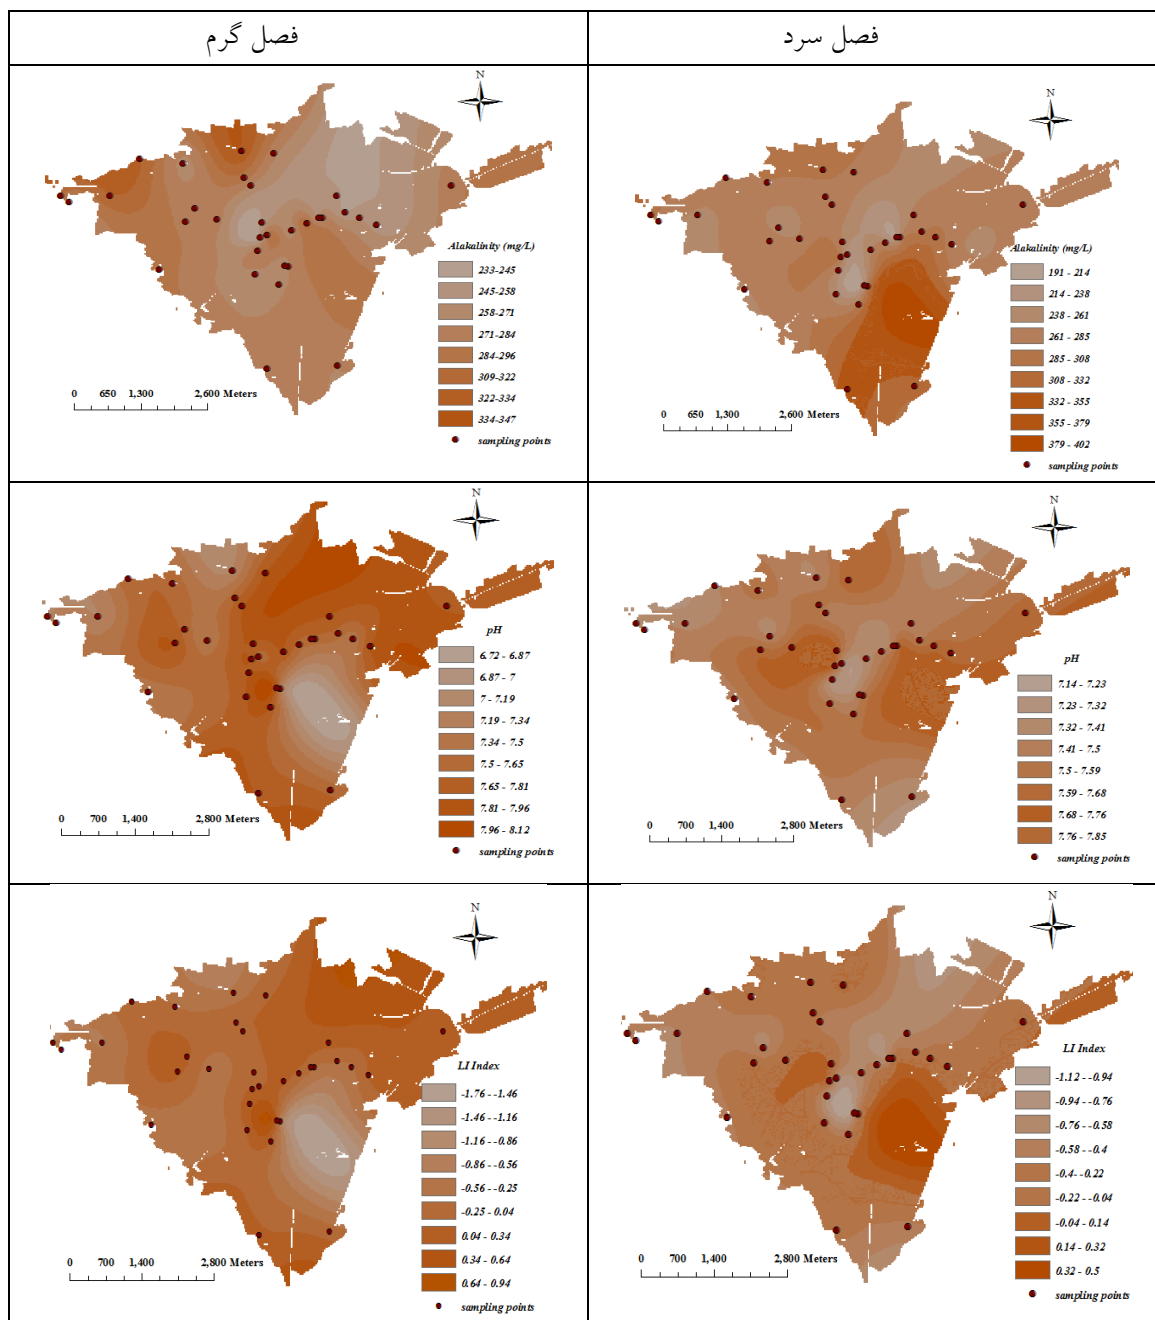 فصل گرم
فصل سرد
N
Alakalinity (mg/L)
233-245
245-258
258-271
271-284
284-296
309-322
322-334
334-347
sampling points
0 650 1,300 2,600 Meters
N
Alakalinity (mg/L)
191 - 214
214 - 238
238 - 261
261 - 285
285 - 308
308 - 332
332 - 355
355 - 379
379 - 402
sampling points
0 650 1,300 2,600 Meters
N
pH
6.72 - 6.87
6.87 - 7
7 - 7.19
7.19 - 7.34
7.34 - 7.5
7.5 - 7.65
7.65 - 7.81
7.81 - 7.96
7.96 - 8.12
sampling points
0 700 1,400 2,800 Meters
N
pH
7.14 - 7.23
7.23 - 7.32
7.32 - 7.41
7.41 - 7.5
7.5 - 7.59
7.59 - 7.68
7.68 - 7.76
7.76 - 7.85
sampling points
0 700 1,400 2,800 Meters
N
LI Index
-1.76 - -1.46
-1.46 - -1.16
-1.16 - -0.86
-0.86 - -0.56
-0.56 - -0.25
-0.25 - 0.04
0.04 - 0.34
0.34 - 0.64
0.64 - 0.94
sampling points
0 700 1,400 2,800 Meters
N
LI Index
-1.12 - -0.94
-0.94 - -0.76
-0.76 - -0.58
-0.58 - -0.4
-0.4 - -0.22
-0.22 - -0.04
-0.04 - 0.14
0.14 - 0.32
0.32 - 0.5
sampling points
0 700 1,400 2,800 Meters